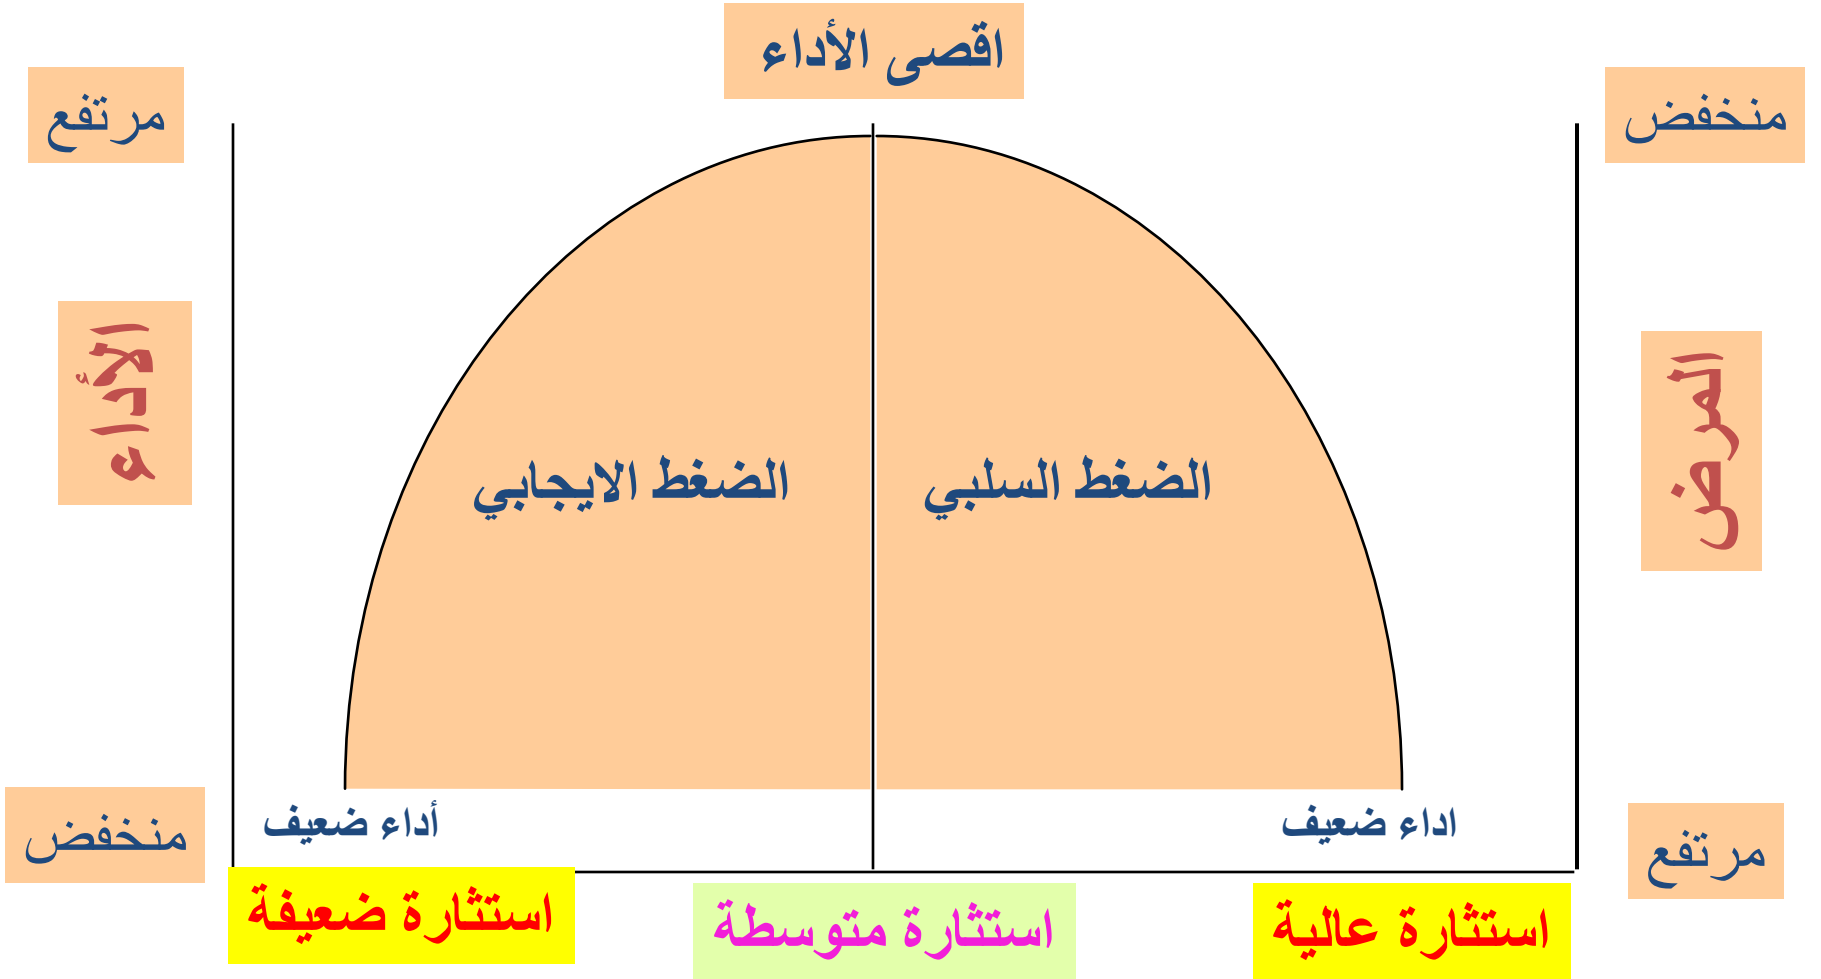 اقصى الأداء
منخفض
مرتفع
المرض
الأداء
الضغط السلبي
الضغط الايجابي
مرتفع
منخفض
اداء ضعيف
أداء ضعيف
استثارة عالية
استثارة متوسطة
استثارة ضعيفة